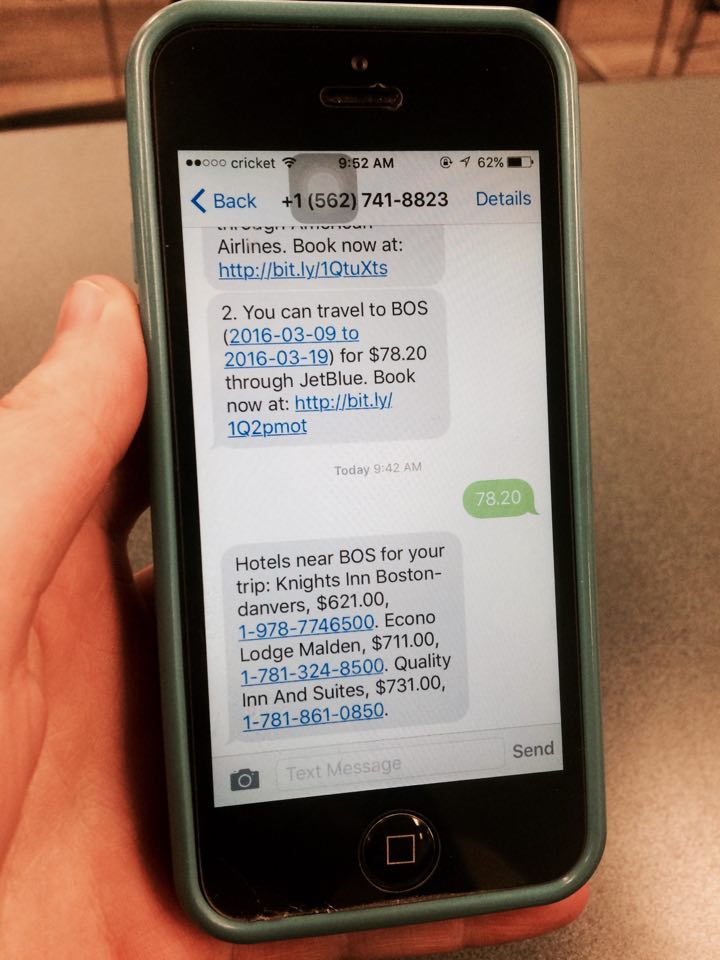 cricket 9:52 AM 62%
Back +1 (562) 741-8823 Details
through American
Airlines. Book now at:
http://bit.ly/1QtuXts
2. You can travel to BOS
(2016-03-09 to
2016-03-19) for $78.20
through JetBlue. Book
now at: http://bit.ly/
1Q2pmot
Today 9:42 AM
78.20
Hotels near BOS for your
trip: Knights Inn Boston-
danvers, $621.00,
1-978-7746500. Econo
Lodge Malden, $711.00,
1-781-324-8500. Quality
Inn And Suites, $731.00,
1-781-861-0850.
Text Message Send